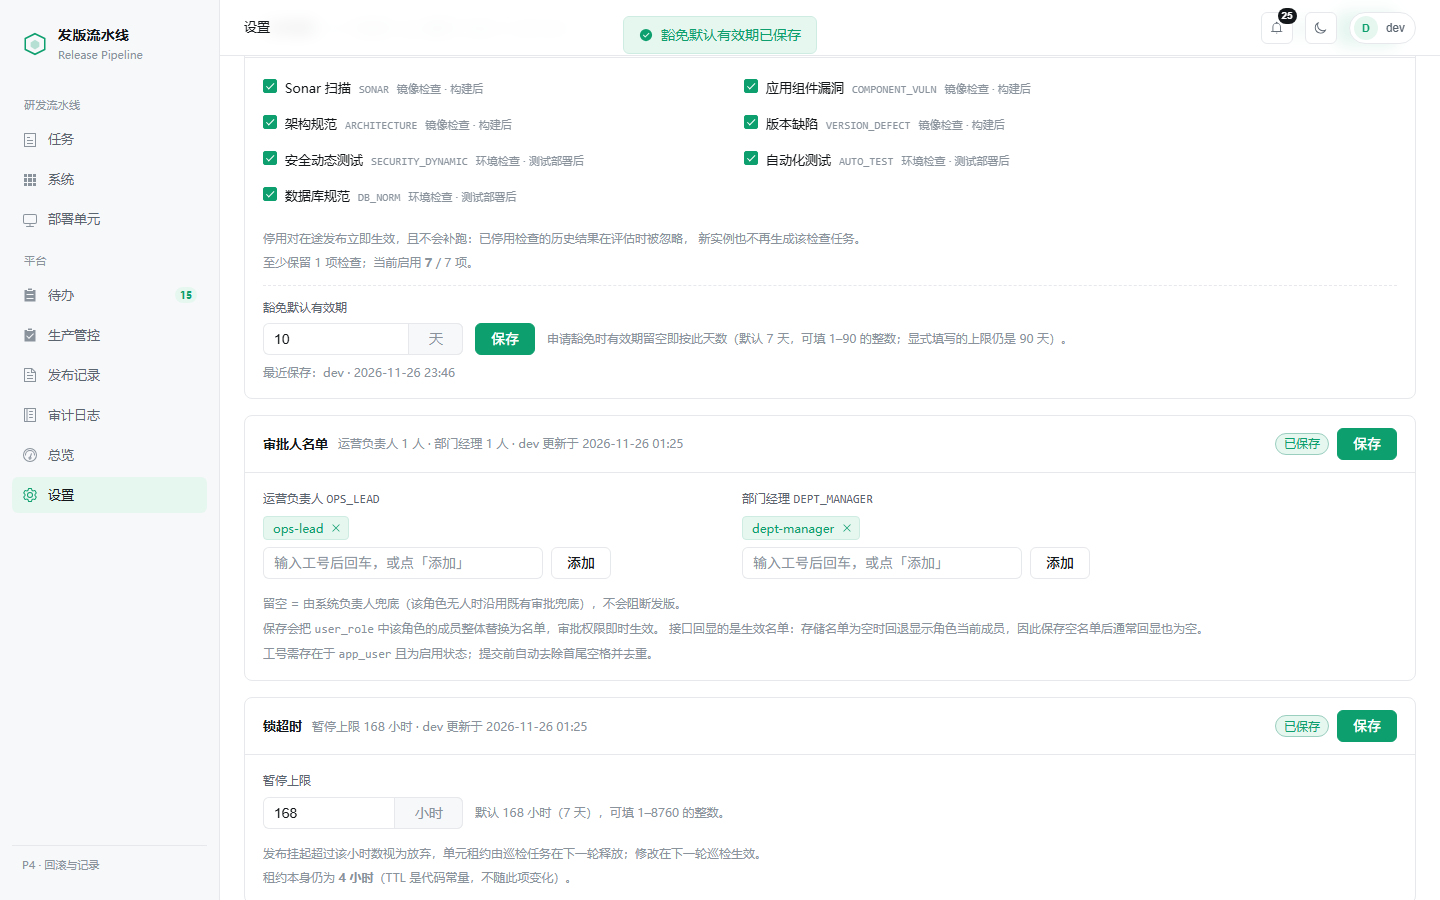 发版流水线
Release Pipeline
研发流水线
任务
系统
部署单元
平台
待办 15
生产管控
发布记录
审计日志
总览
设置
P4 · 回滚与记录
设置
豁免默认有效期已保存
25
D dev
Sonar 扫描 SONAR 镜像检查 · 构建后
应用组件漏洞 COMPONENT_VULN 镜像检查 · 构建后
架构规范 ARCHITECTURE 镜像检查 · 构建后
版本缺陷 VERSION_DEFECT 镜像检查 · 构建后
安全动态测试 SECURITY_DYNAMIC 环境检查 · 测试部署后
自动化测试 AUTO_TEST 环境检查 · 测试部署后
数据库规范 DB_NORM 环境检查 · 测试部署后
停用对在途发布立即生效，且不会补跑：已停用检查的历史结果在评估时被忽略， 新实例也不再生成该检查任务。
至少保留 1 项检查；当前启用 7 / 7 项。
豁免默认有效期
10 天 保存 申请豁免时有效期留空即按此天数（默认 7 天，可填 1–90 的整数；显式填写的上限仍是 90 天）。
最近保存：dev · 2026-11-26 23:46
审批人名单 运营负责人 1 人 · 部门经理 1 人 · dev 更新于 2026-11-26 01:25 已保存 保存
运营负责人 OPS_LEAD
ops-lead ×
输入工号后回车，或点「添加」 添加
部门经理 DEPT_MANAGER
dept-manager ×
输入工号后回车，或点「添加」 添加
留空 = 由系统负责人兜底（该角色无人时沿用既有审批兜底），不会阻断发版。
保存会把 user_role 中该角色的成员整体替换为名单，审批权限即时生效。 接口回显的是生效名单：存储名单为空时回退显示角色当前成员，因此保存空名单后通常回显也为空。
工号需存在于 app_user 且为启用状态；提交前自动去除首尾空格并去重。
锁超时 暂停上限 168 小时 · dev 更新于 2026-11-26 01:25 已保存 保存
暂停上限
168 小时 默认 168 小时（7 天），可填 1–8760 的整数。
发布挂起超过该小时数视为放弃，单元租约由巡检任务在下一轮释放；修改在下一轮巡检生效。
租约本身仍为 4 小时（TTL 是代码常量，不随此项变化）。